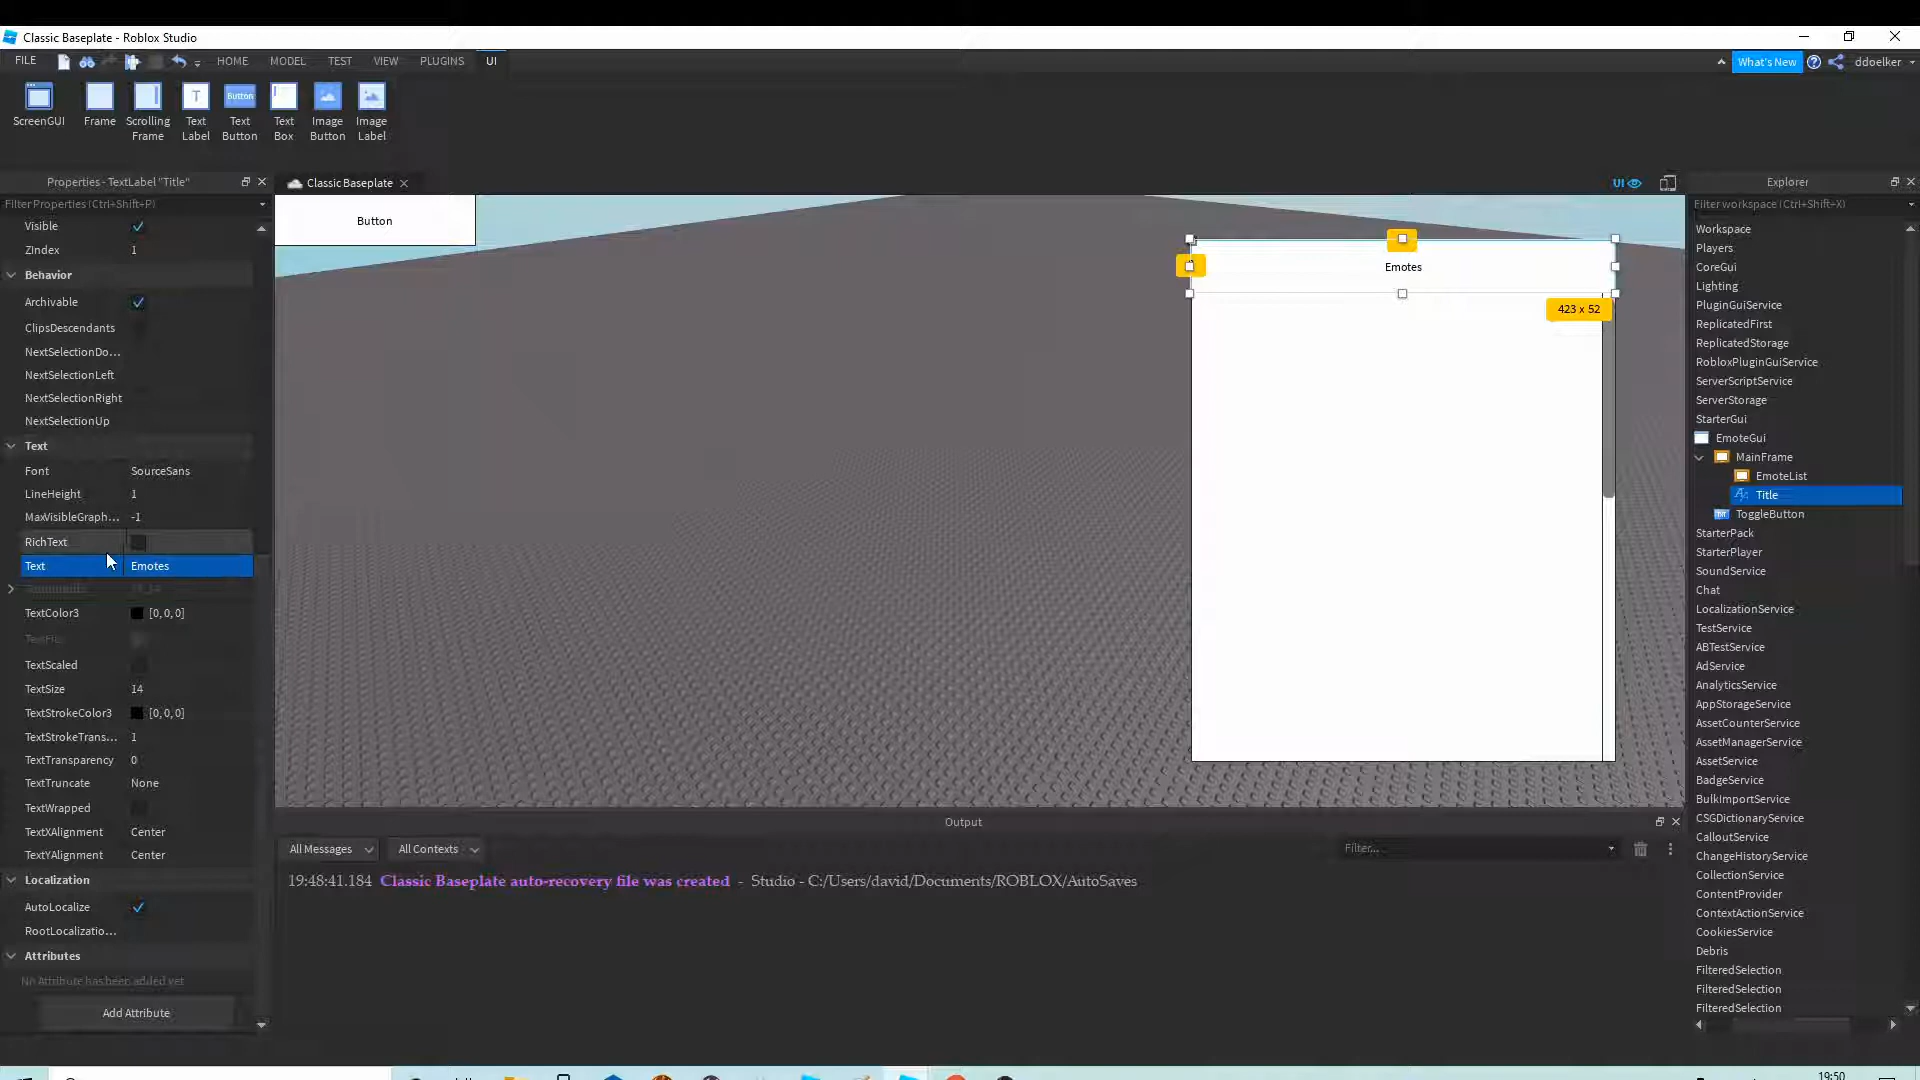 Classic Baseplate - Roblox Studio
FILE HOME MODEL TEST VIEW PLUGINS UI What's New ddoelker
ScreenGUI Frame Scrolling Frame Text Label Text Button Text Box Image Button Image Label
Button
T
Properties - TextLabel "Title"
Filter Properties (Ctrl+Shift+P)
Visible
ZIndex 1
Behavior
Archivable
ClipsDescendants
NextSelectionDo...
NextSelectionLeft
NextSelectionRight
NextSelectionUp
Text
Font SourceSans
LineHeight 1
MaxVisibleGraph... -1
RichText
Text Emotes
TextColor3 [0, 0, 0]
TextScaled
TextSize 14
TextStrokeColor3 [0, 0, 0]
TextStrokeTrans... 1
TextTransparency 0
TextTruncate None
TextWrapped
TextXAlignment Center
TextYAlignment Center
Localization
AutoLocalize
RootLocalizatio...
Attributes
No Attribute has been added yet
Add Attribute
Classic Baseplate
UI
Button
Emotes
423 x 52
Output
All Messages All Contexts Filter...
19:48:41.184 Classic Baseplate auto-recovery file was created - Studio - C:/Users/david/Documents/ROBLOX/AutoSaves
Explorer
Filter workspace (Ctrl+Shift+X)
Workspace
Players
CoreGui
Lighting
PluginGuiService
ReplicatedFirst
ReplicatedStorage
RobloxPluginGuiService
ServerScriptService
ServerStorage
StarterGui
EmoteGui
MainFrame
EmoteList
Title
ToggleButton
StarterPack
StarterPlayer
SoundService
Chat
LocalizationService
TestService
ABTestService
AdService
AnalyticsService
AppStorageService
AssetCounterService
AssetManagerService
AssetService
BadgeService
BulkImportService
CSGDictionaryService
CalloutService
ChangeHistoryService
CollectionService
ContentProvider
ContextActionService
CookiesService
Debris
FilteredSelection
FilteredSelection
FilteredSelection
19:50